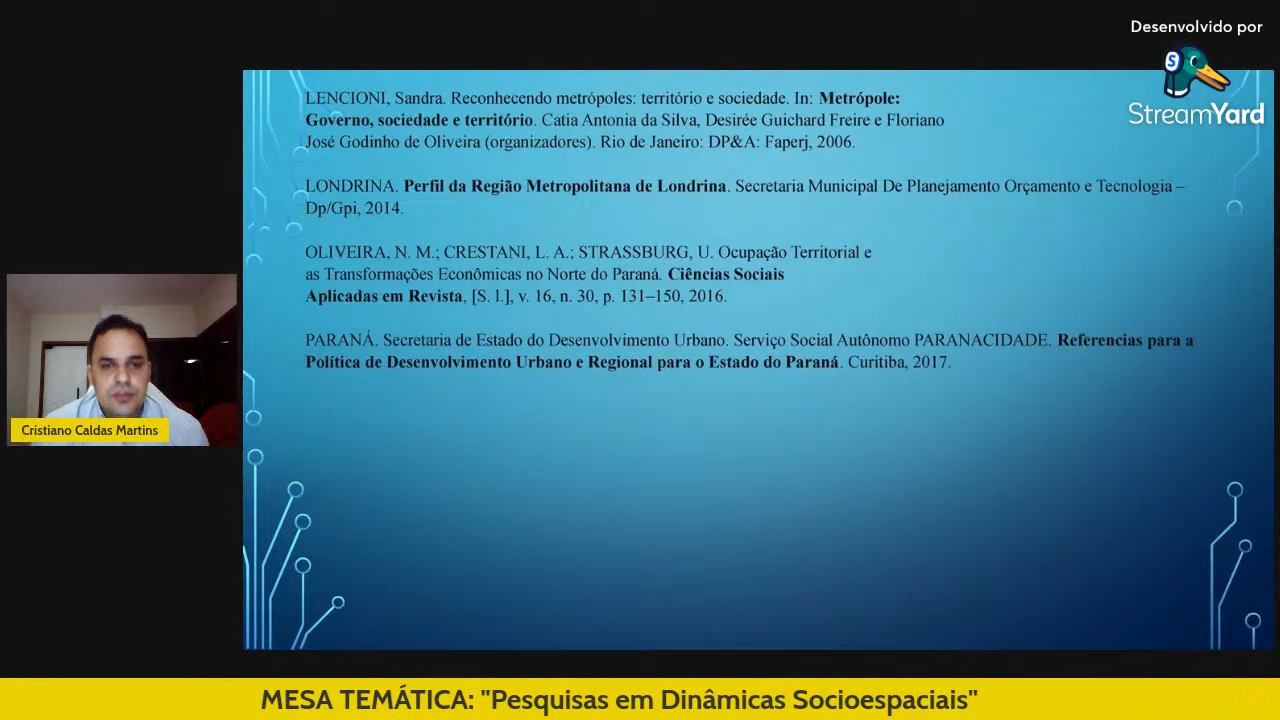 Desenvolvido por
StreamYard
LENCIONI, Sandra. Reconhecendo metrópoles: território e sociedade. In: Metrópole:
Governo, sociedade e território. Catia Antonia da Silva, Desirée Guichard Freire e Floriano
José Godinho de Oliveira (organizadores). Rio de Janeiro: DP&A: Faperj, 2006.
LONDRINA. Perfil da Região Metropolitana de Londrina. Secretaria Municipal De Planejamento Orçamento e Tecnologia –
Dp/Gpi, 2014.
OLIVEIRA, N. M.; CRESTANI, L. A.; STRASSBURG, U. Ocupação Territorial e
as Transformações Econômicas no Norte do Paraná. Ciências Sociais
Aplicadas em Revista, [S. l.], v. 16, n. 30, p. 131–150, 2016.
PARANÁ. Secretaria de Estado do Desenvolvimento Urbano. Serviço Social Autônomo PARANACIDADE. Referencias para a
Política de Desenvolvimento Urbano e Regional para o Estado do Paraná. Curitiba, 2017.
Cristiano Caldas Martins
MESA TEMÁTICA: "Pesquisas em Dinâmicas Socioespaciais"